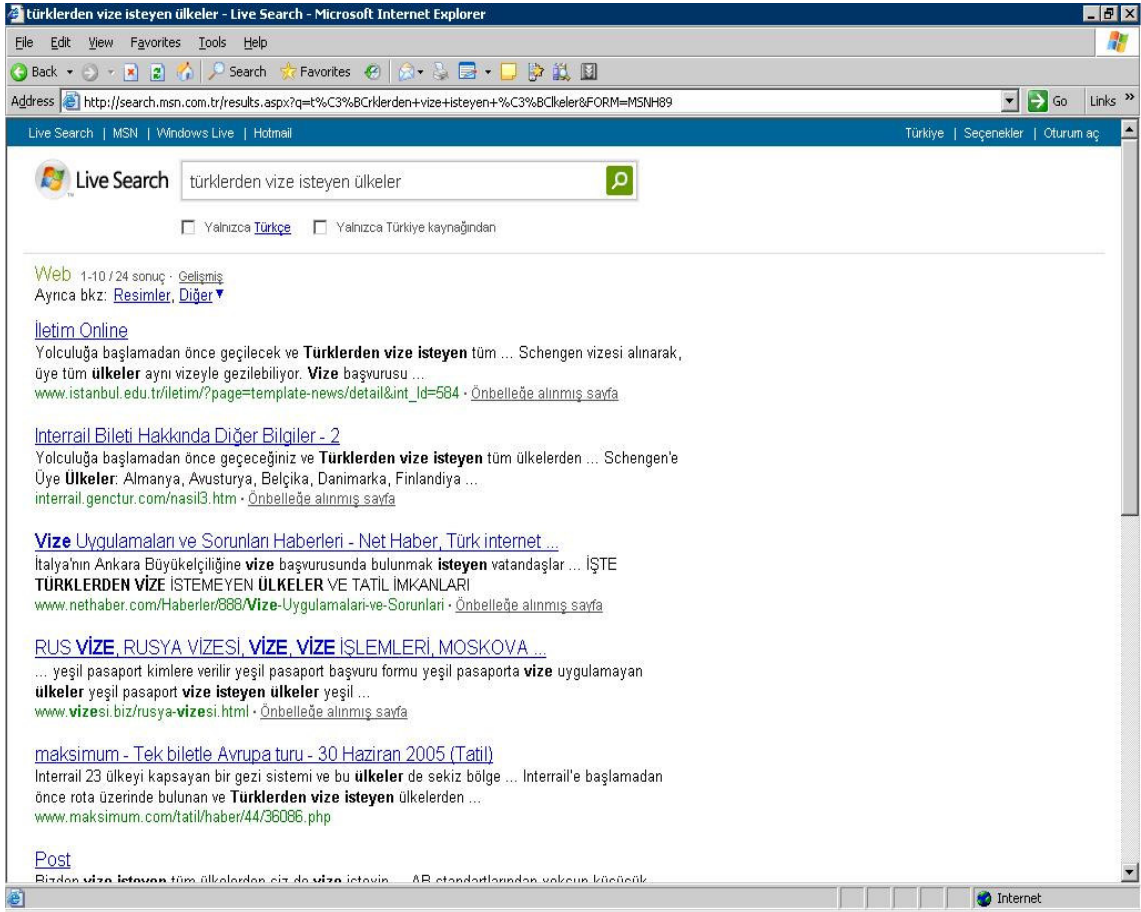 türklerden vize isteyen ülkeler - Live Search - Microsoft Internet Explorer
File Edit View Favorites Tools Help
Back Search Favorites
Address http://search.msn.com.tr/results.aspx?q=t%C3%BCrklerden+vize+isteyen+%C3%BClkeler&FORM=MSNH89 Go Links »
Live Search | MSN | Windows Live | Hotmail Türkiye | Seçenekler | Oturum aç
Live Search türklerden vize isteyen ülkeler
Yalnızca Türkçe Yalnızca Türkiye kaynağından
Web 1-10 / 24 sonuç · Gelişmiş
Ayrıca bkz: Resimler, Diğer▼
İletim Online
Yolculuğa başlamadan önce geçilecek ve Türklerden vize isteyen tüm ... Schengen vizesi alınarak,
üye tüm ülkeler aynı vizeyle gezilebiliyor. Vize başvurusu ...
www.istanbul.edu.tr/iletim/?page=template-news/detail&int_Id=584 · Önbelleğe alınmış sayfa
Interrail Bileti Hakkında Diğer Bilgiler - 2
Yolculuğa başlamadan önce geçeceğiniz ve Türklerden vize isteyen tüm ülkelerden ... Schengen'e
Üye Ülkeler: Almanya, Avusturya, Belçika, Danimarka, Finlandiya ...
interrail.genctur.com/nasil3.htm · Önbelleğe alınmış sayfa
Vize Uygulamaları ve Sorunları Haberleri - Net Haber, Türk internet ...
İtalya'nın Ankara Büyükelçiliğine vize başvurusunda bulunmak isteyen vatandaşlar ... İŞTE
TÜRKLERDEN VİZE İSTEMEYEN ÜLKELER VE TATİL İMKANLARI
www.nethaber.com/Haberler/888/Vize-Uygulamalari-ve-Sorunlari · Önbelleğe alınmış sayfa
RUS VİZE, RUSYA VİZESİ, VİZE, VİZE İŞLEMLERİ, MOSKOVA ...
... yeşil pasaport kimlere verilir yeşil pasaport başvuru formu yeşil pasaporta vize uygulamayan
ülkeler yeşil pasaport vize isteyen ülkeler yeşil ...
www.vizesi.biz/rusya-vizesi.html · Önbelleğe alınmış sayfa
maksimum - Tek biletle Avrupa turu - 30 Haziran 2005 (Tatil)
Interrail 23 ülkeyi kapsayan bir gezi sistemi ve bu ülkeler de sekiz bölge ... Interrail'e başlamadan
önce rota üzerinde bulunan ve Türklerden vize isteyen ülkelerden ...
www.maksimum.com/tatil/haber/44/36086.php
Post
Bizden vize isteyen tüm ülkelerden siz de vize isteyin ... AB standartlarından yoksun küçücük
Internet